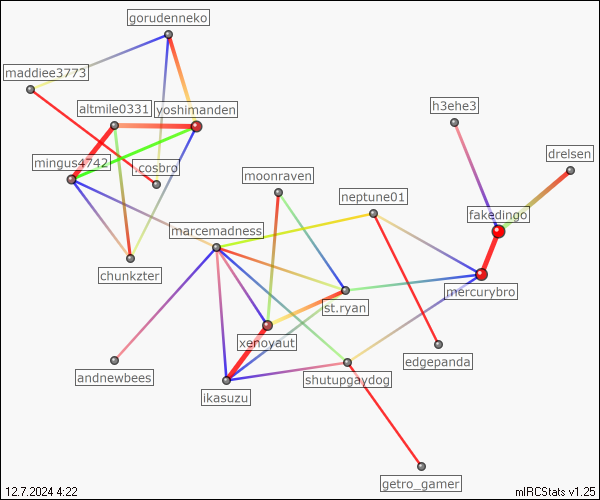 gorudenneko
maddiee3773
altmile0331
yoshimanden
h3ehe3
drelsen
mingus4742
cosbro
moonraven
neptune01
fakedingo
marcemadness
chunkzter
mercurybro
st.ryan
xenoyaut
edgepanda
andnewbees
shutupgaydog
ikasuzu
getro_gamer
12.7.2024 4:22
mIRCStats v1.25